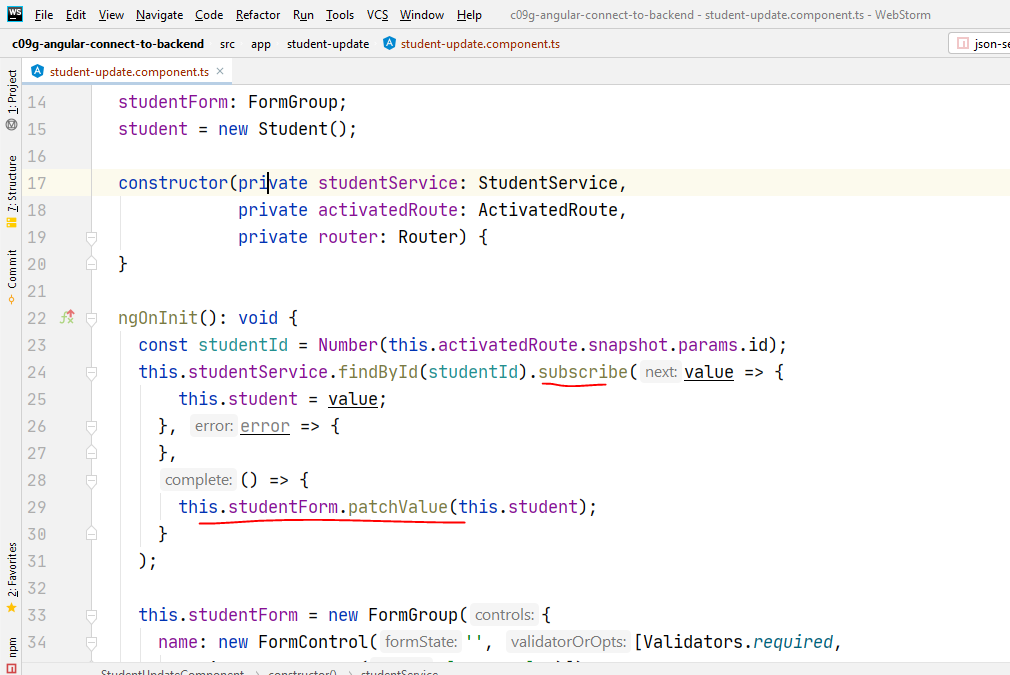 WS File Edit View Navigate Code Refactor Run Tools VCS Window Help c09g-angular-connect-to-backend - student-update.component.ts - WebStorm
c09g-angular-connect-to-backend src app student-update student-update.component.ts json-se
student-update.component.ts ×
1: Project
7: Structure
Commit
2: Favorites
npm
14 studentForm: FormGroup;
15 student = new Student();
16
17 constructor(private studentService: StudentService,
18 private activatedRoute: ActivatedRoute,
19 private router: Router) {
20 }
21
22 ngOnInit(): void {
23 const studentId = Number(this.activatedRoute.snapshot.params.id);
24 this.studentService.findById(studentId).subscribe( next: value => {
25 this.student = value;
26 }, error: error => {
27 },
28 complete: () => {
29 this.studentForm.patchValue(this.student);
30 }
31 );
32
33 this.studentForm = new FormGroup( controls: {
34 name: new FormControl( formState: '', validatorOrOpts: [Validators.required,
StudentUpdateComponent > constructor() > studentService